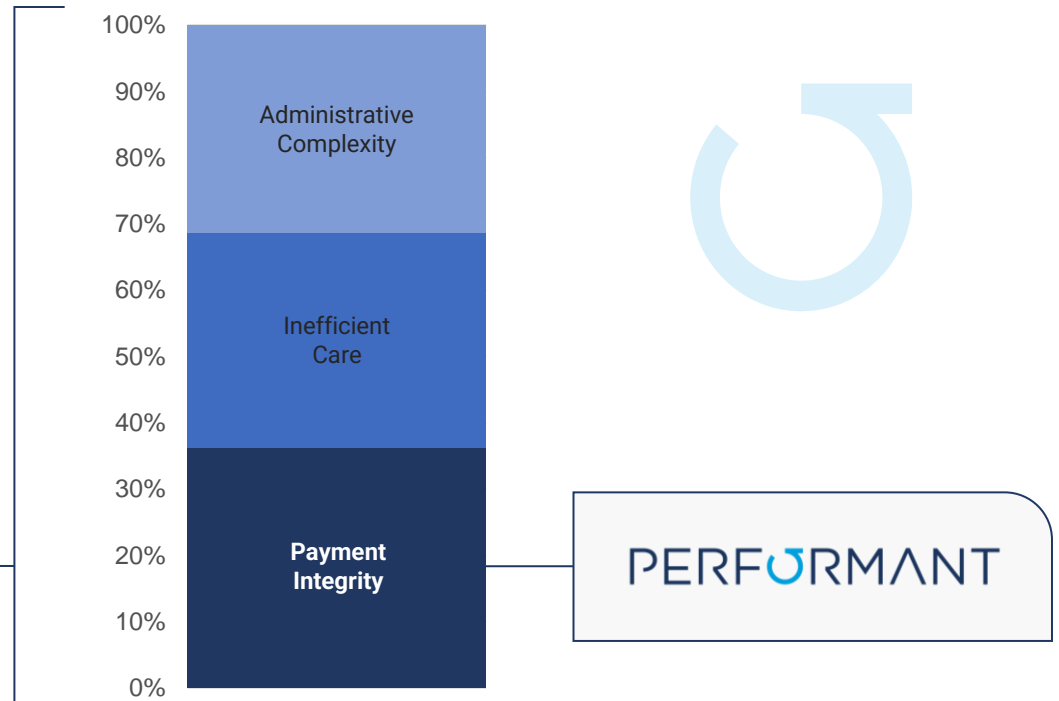 100%
90%
80%
70%
60%
50%
40%
30%
20%
10%
0%
Administrative
Complexity
Inefficient
Care
Payment
Integrity
PERFORMANT